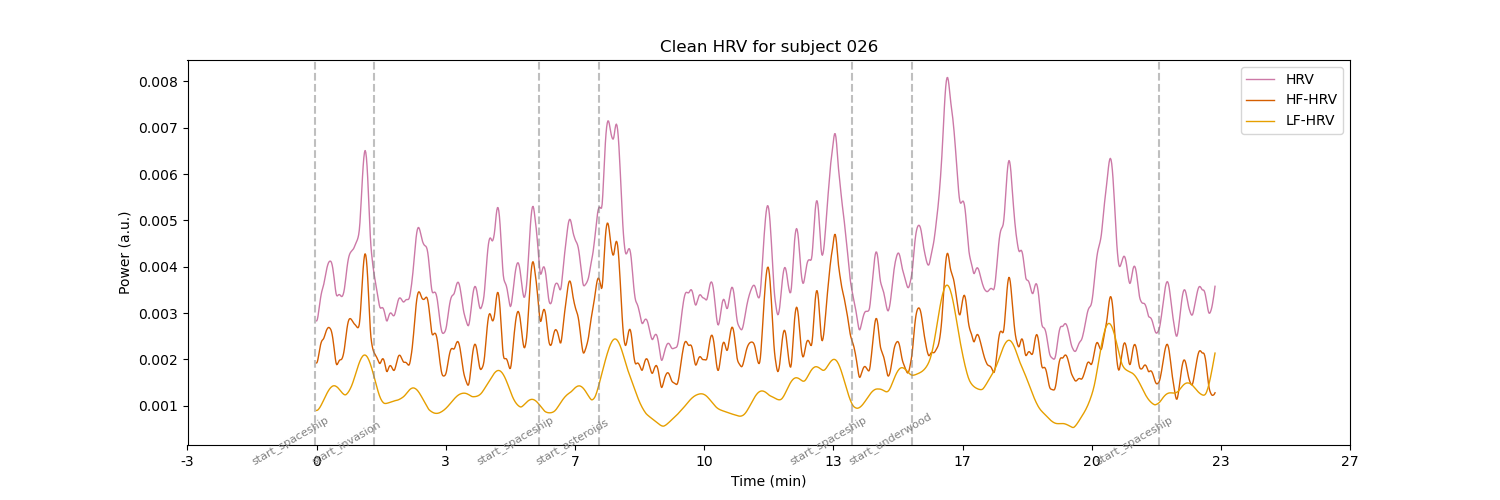 Clean HRV for subject 026
HRV
HF-HRV
LF-HRV
0.008
0.007
0.006
0.005
0.004
0.003
0.002
0.001
Power (a.u.)
start_spaceship
start_invasion
start_spaceship
start_asteroids
start_spaceship
start_underwood
start_spaceship
-3
0
3
7
10
13
17
20
23
27
Time (min)